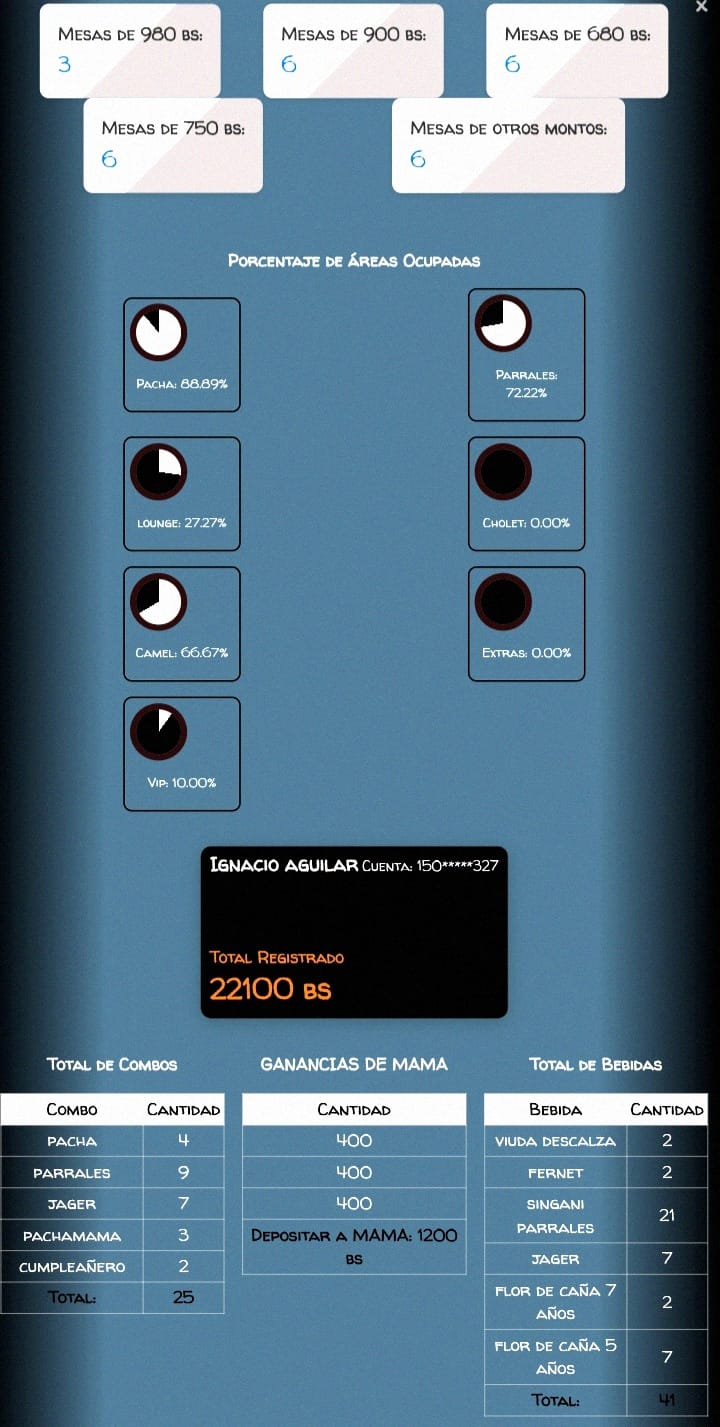 ×
Mesas de 980 bs:
3
Mesas de 900 bs:
6
Mesas de 680 bs:
6
Mesas de 750 bs:
6
Mesas de otros montos:
6
Porcentaje de Áreas Ocupadas
Pacha: 88.89%
Parrales:
72.22%
lounge: 27.27%
Cholet: 0.00%
Camel: 66.67%
Extras: 0.00%
Vip: 10.00%
Ignacio aguilar Cuenta: 150*****327
Total Registrado
22100 bs
Total de Combos
Combo Cantidad
pacha 4
parrales 9
jager 7
pachamama 3
cumpleañero 2
Total: 25
GANANCIAS DE MAMA
Cantidad
400
400
400
Depositar a MAMA: 1200
bs
Total de Bebidas
Bebida Cantidad
viuda descalza 2
fernet 2
singani
parrales 21
jager 7
flor de caña 7
años 2
flor de caña 5
años 7
Total: 41